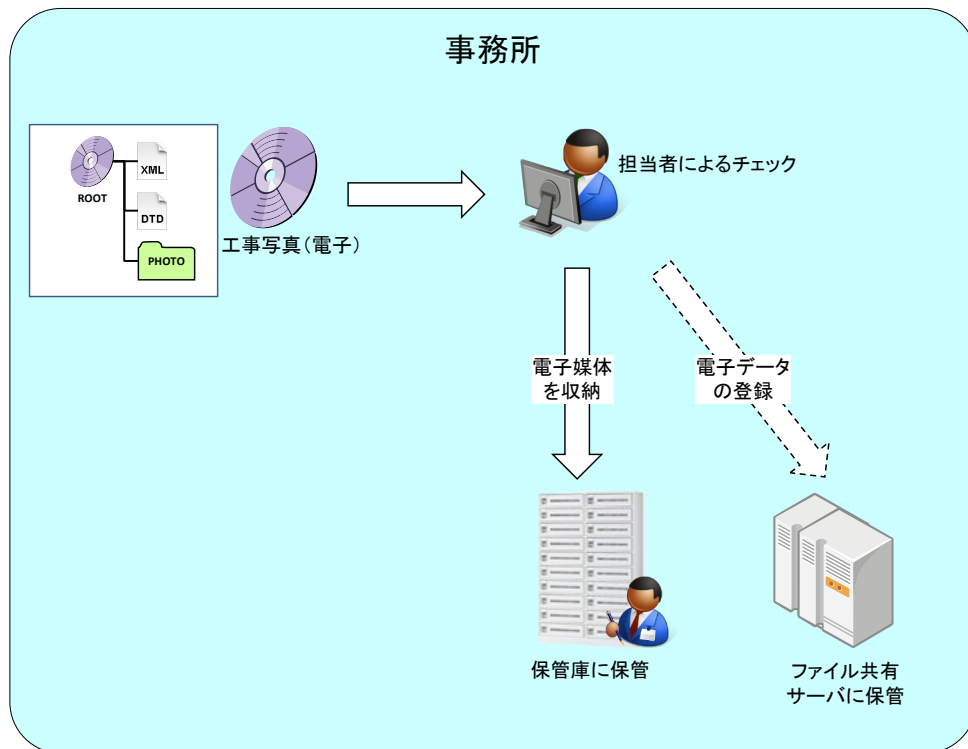 事務所
XML
ROOT
DTD
PHOTO
工事写真（電子）
担当者によるチェック
電子媒体
を収納
電子データ
の登録
保管庫に保管
ファイル共有
サーバに保管